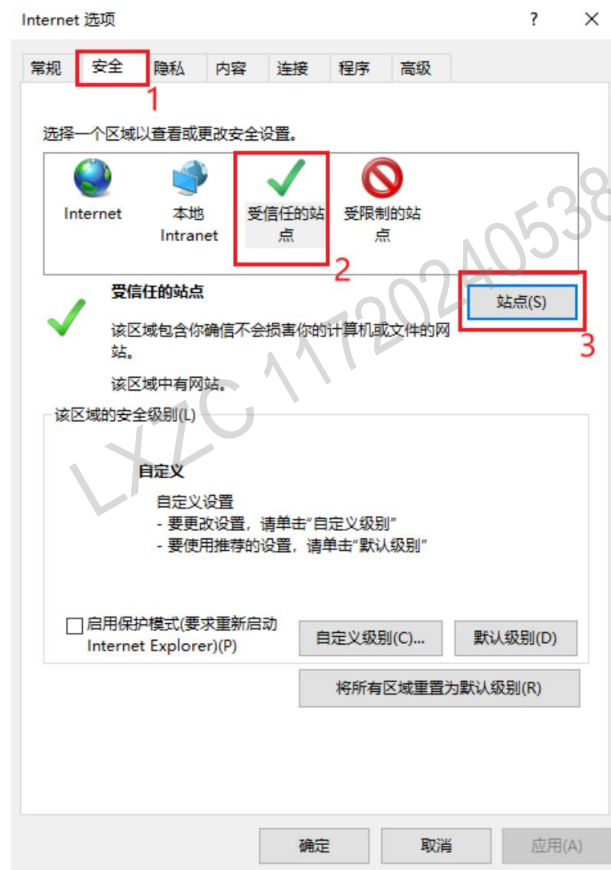 Internet 选项
? ×
常规 安全 隐私 内容 连接 程序 高级
1
选择一个区域以查看或更改安全设置。
Internet 本地 Intranet 受信任的站点 受限制的站点
2
受信任的站点
站点(S)
3
该区域包含你确信不会损害你的计算机或文件的网
站。
该区域中有网站。
该区域的安全级别(L)
自定义
自定义设置
- 要更改设置，请单击“自定义级别”
- 要使用推荐的设置，请单击“默认级别”
启用保护模式(要求重新启动
Internet Explorer)(P)
自定义级别(C)... 默认级别(D)
将所有区域重置为默认级别(R)
确定 取消 应用(A)
LXZC 11720240538